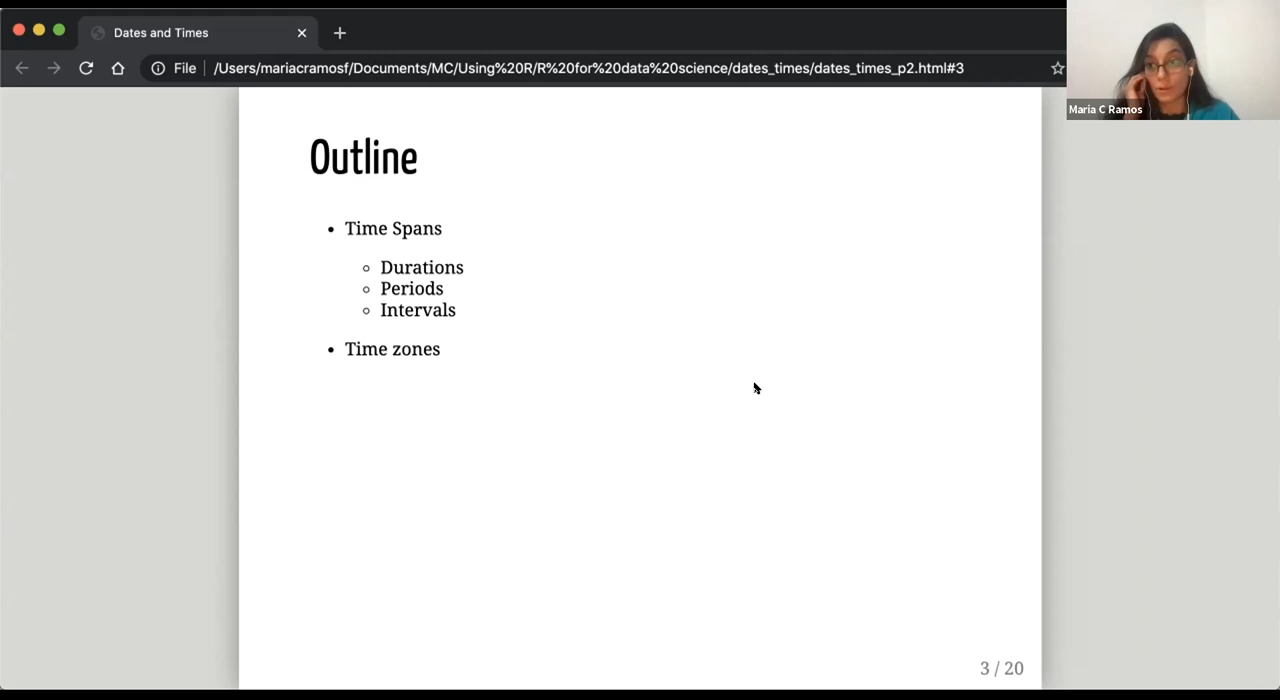 Dates and Times
File
/Users/mariacramosf/Documents/MC/Using%20R/R%20for%20data%20science/dates_times/dates_times_p2.html#3
Maria C Ramos
Outline
• Time Spans
◦ Durations
◦ Periods
◦ Intervals
• Time zones
3 / 20